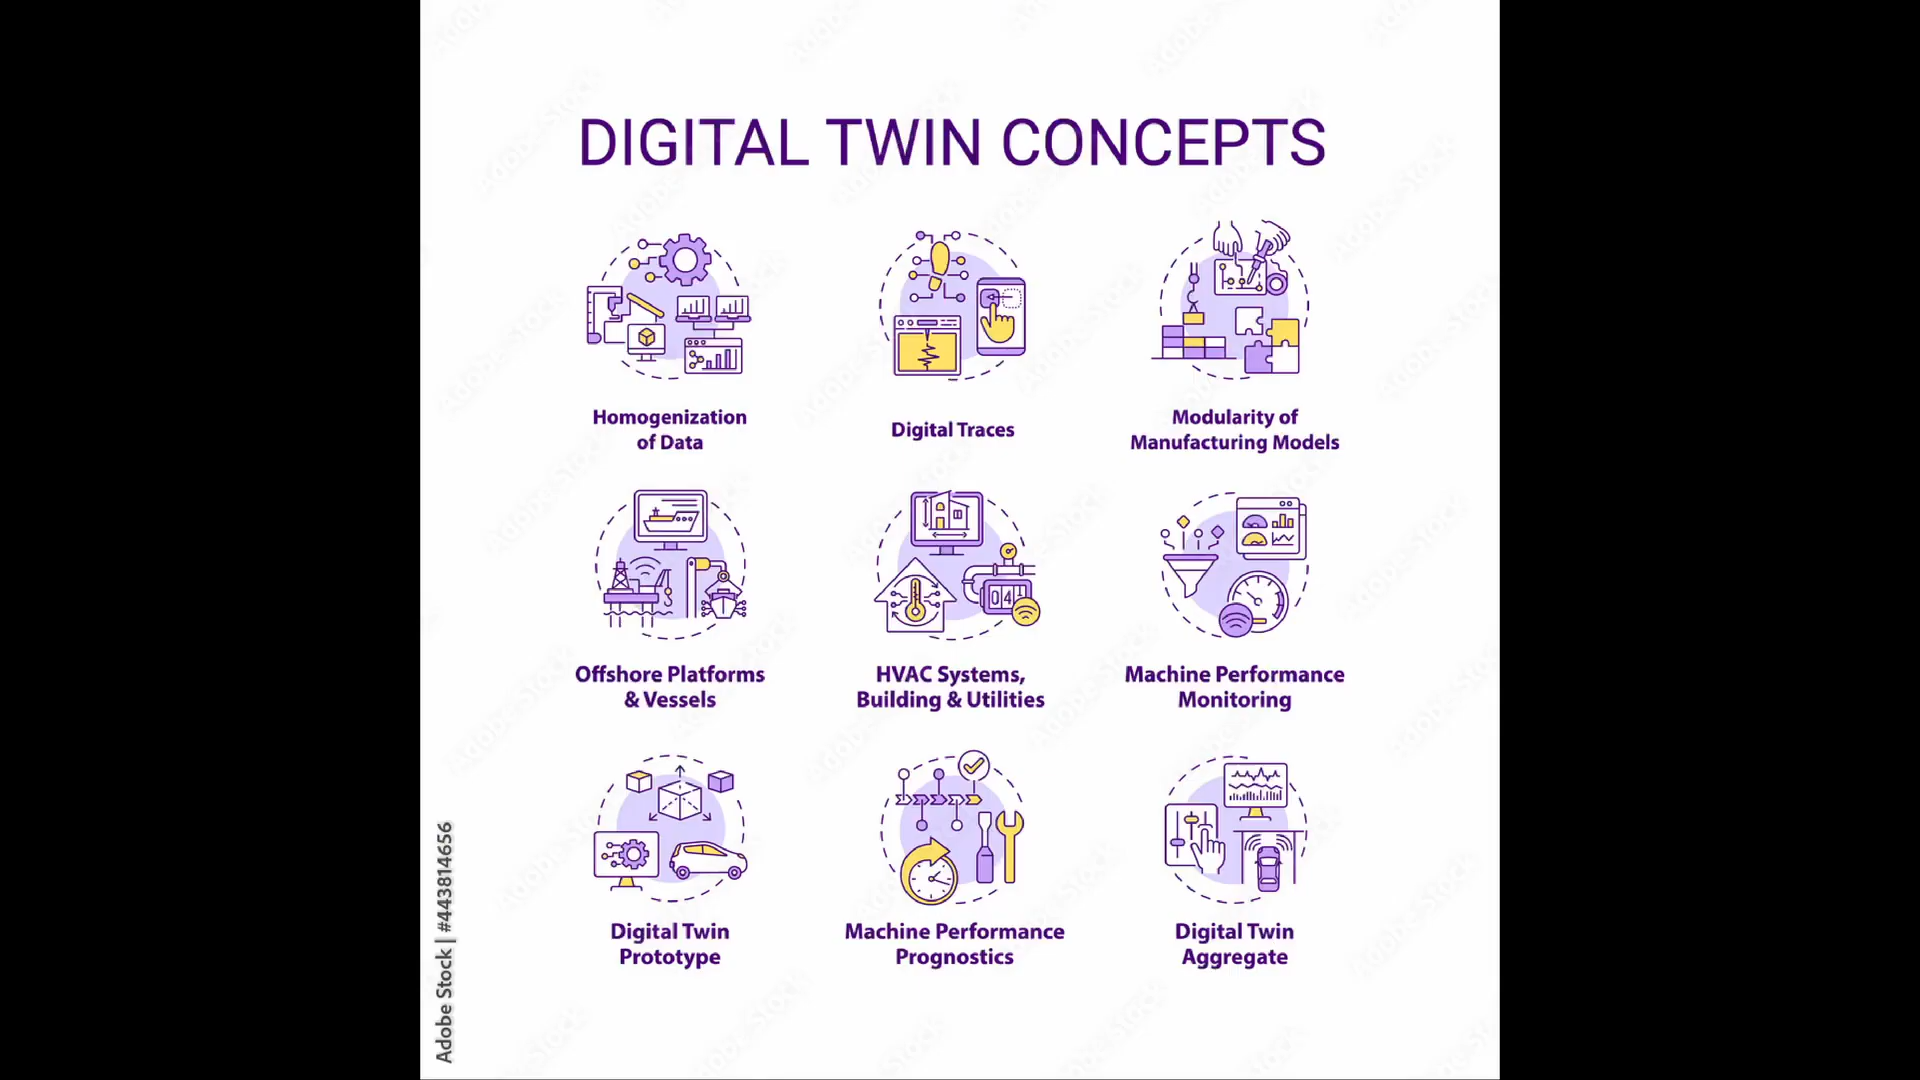 DIGITAL TWIN CONCEPTS
Homogenization
of Data
Digital Traces
Modularity of
Manufacturing Models
Offshore Platforms
& Vessels
HVAC Systems,
Building & Utilities
Machine Performance
Monitoring
04
Digital Twin
Prototype
Machine Performance
Prognostics
Digital Twin
Aggregate
Adobe Stock | #443814656